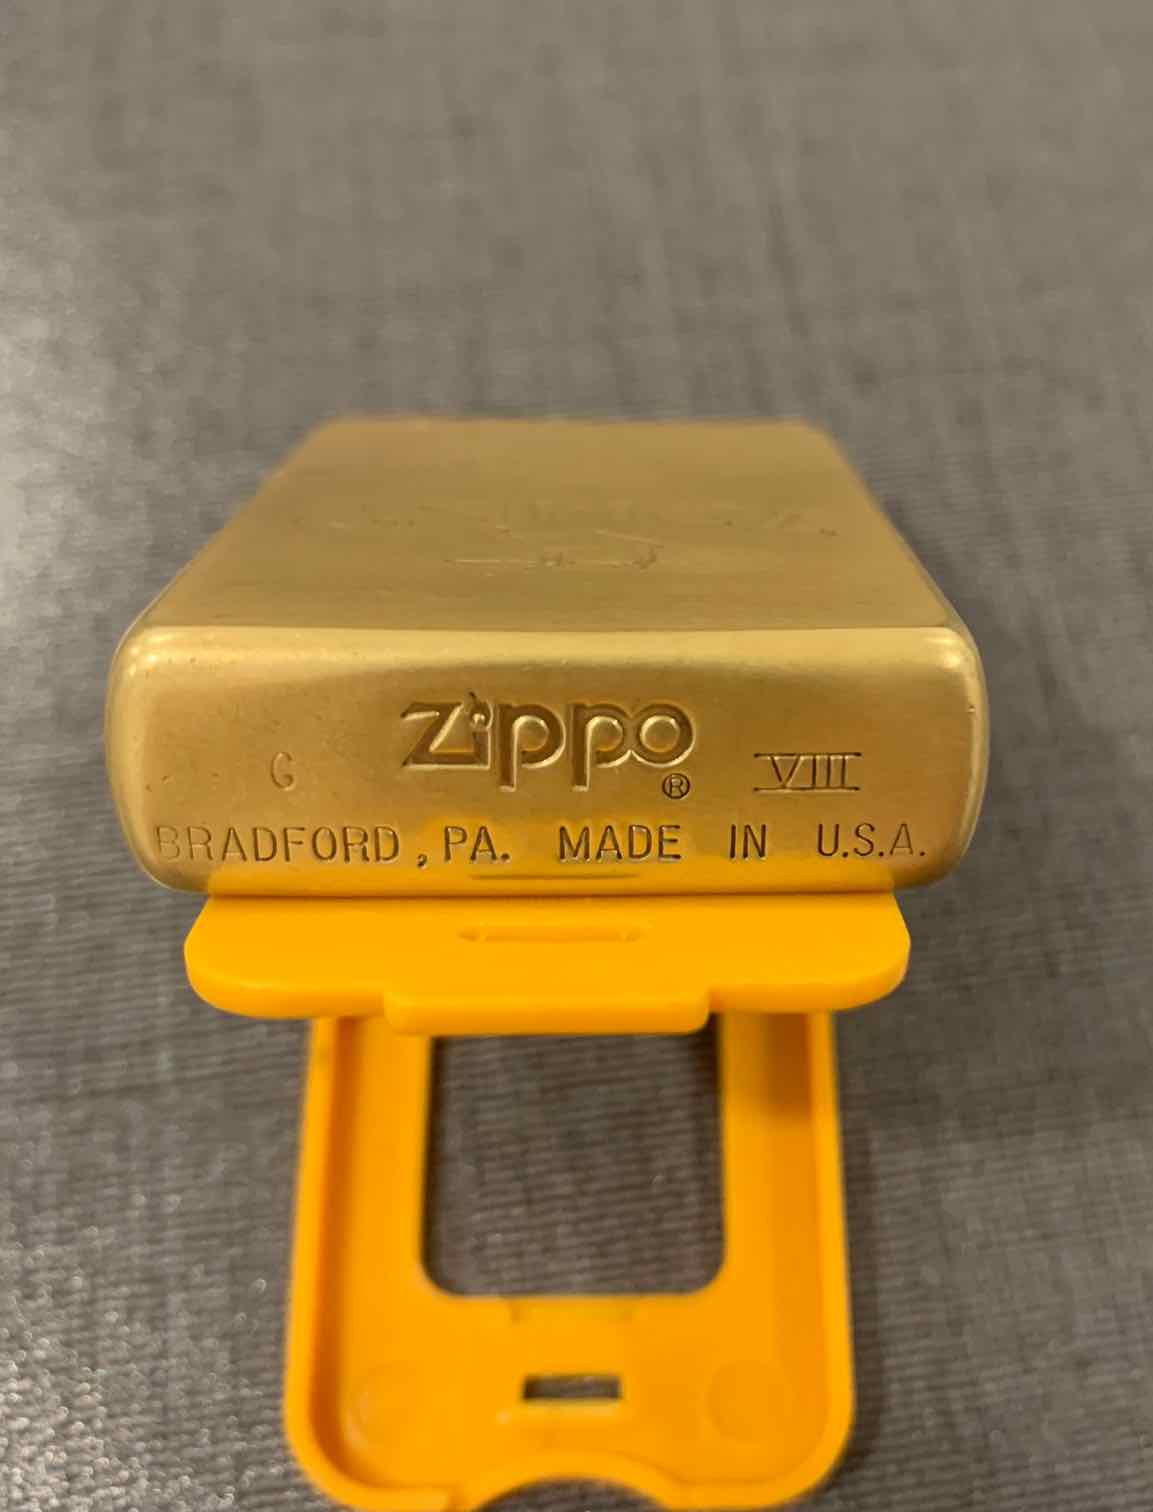 Zippo
G ® VIII
BRADFORD, PA. MADE IN U.S.A.